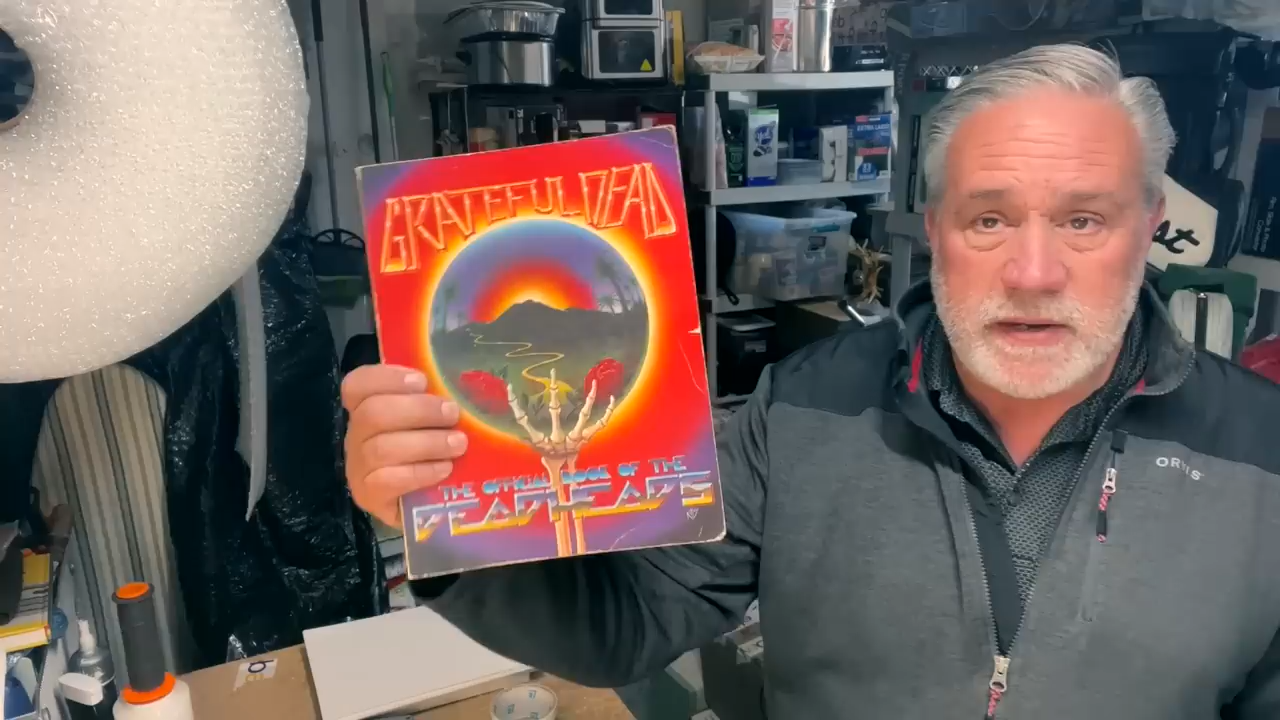 GRATEFUL DEAD
THE OFFICIAL BOOK OF THE
DEADHEADS
ORVIS